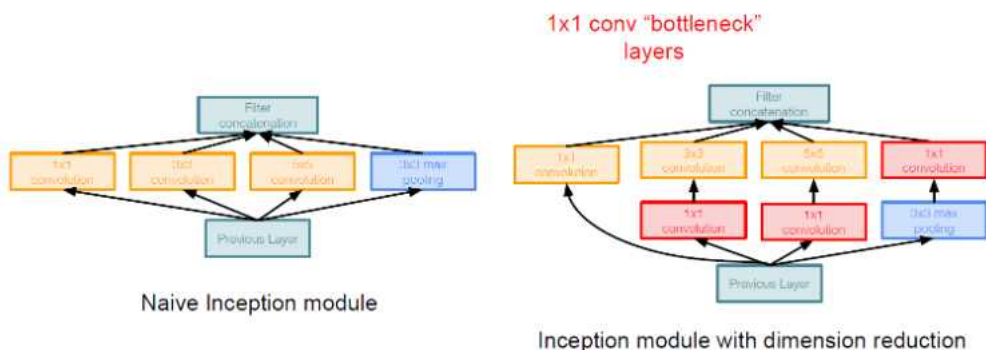 1x1 conv “bottleneck”
layers
Filter
concatenation
1x1
convolution
3x3
convolution
5x5
convolution
3x3 max
pooling
Previous Layer
Naive Inception module
Filter
concatenation
1x1
convolution
3x3
convolution
5x5
convolution
1x1
convolution
1x1
convolution
1x1
convolution
3x3 max
pooling
Previous Layer
Inception module with dimension reduction